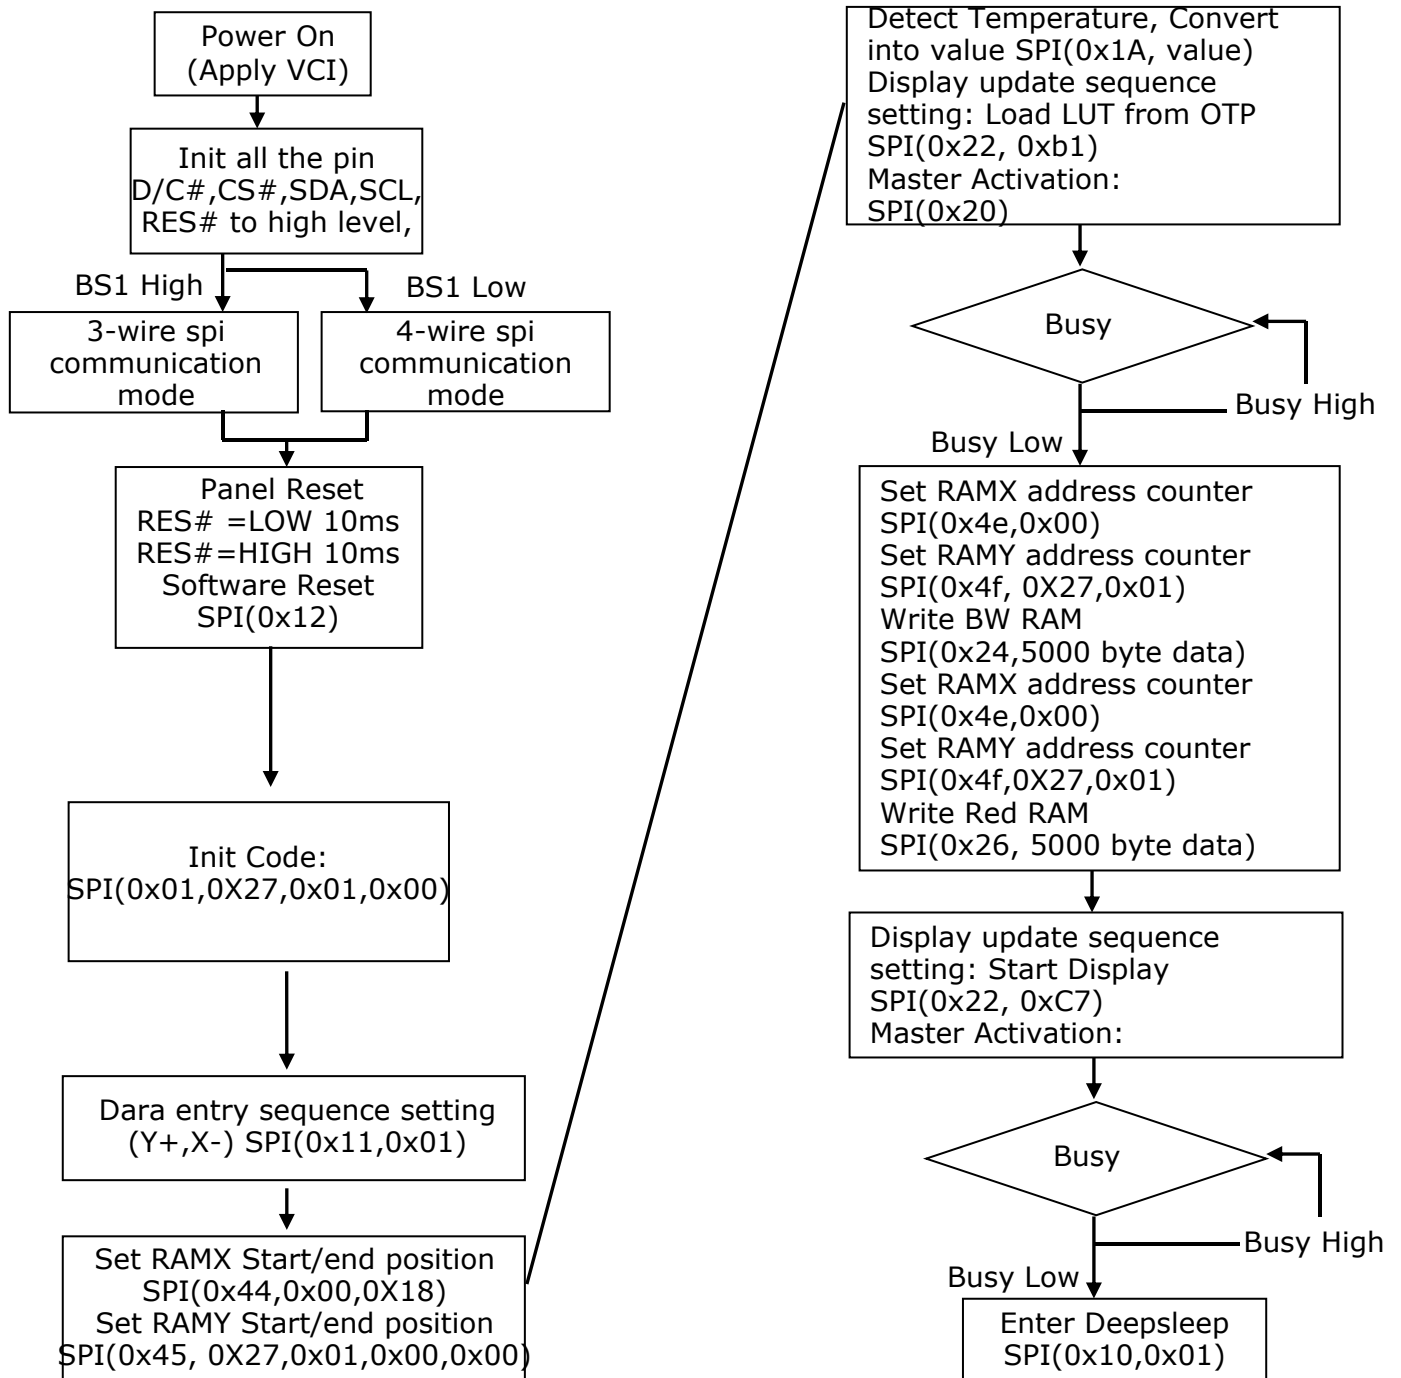 Power On
(Apply VCI)
Init all the pin
D/C#,CS#,SDA,SCL,
RES# to high level,
BS1 High
BS1 Low
3-wire spi
communication
mode
4-wire spi
communication
mode
Panel Reset
RES# =LOW 10ms
RES#=HIGH 10ms
Software Reset
SPI(0x12)
Init Code:
SPI(0x01,0X27,0x01,0x00)
Dara entry sequence setting
(Y+,X-) SPI(0x11,0x01)
Set RAMX Start/end position
SPI(0x44,0x00,0X18)
Set RAMY Start/end position
SPI(0x45, 0X27,0x01,0x00,0x00)
Detect Temperature, Convert
into value SPI(0x1A, value)
Display update sequence
setting: Load LUT from OTP
SPI(0x22, 0xb1)
Master Activation:
SPI(0x20)
Busy
Busy High
Busy Low
Set RAMX address counter
SPI(0x4e,0x00)
Set RAMY address counter
SPI(0x4f, 0X27,0x01)
Write BW RAM
SPI(0x24,5000 byte data)
Set RAMX address counter
SPI(0x4e,0x00)
Set RAMY address counter
SPI(0x4f,0X27,0x01)
Write Red RAM
SPI(0x26, 5000 byte data)
Display update sequence
setting: Start Display
SPI(0x22, 0xC7)
Master Activation:
Busy
Busy High
Busy Low
Enter Deepsleep
SPI(0x10,0x01)